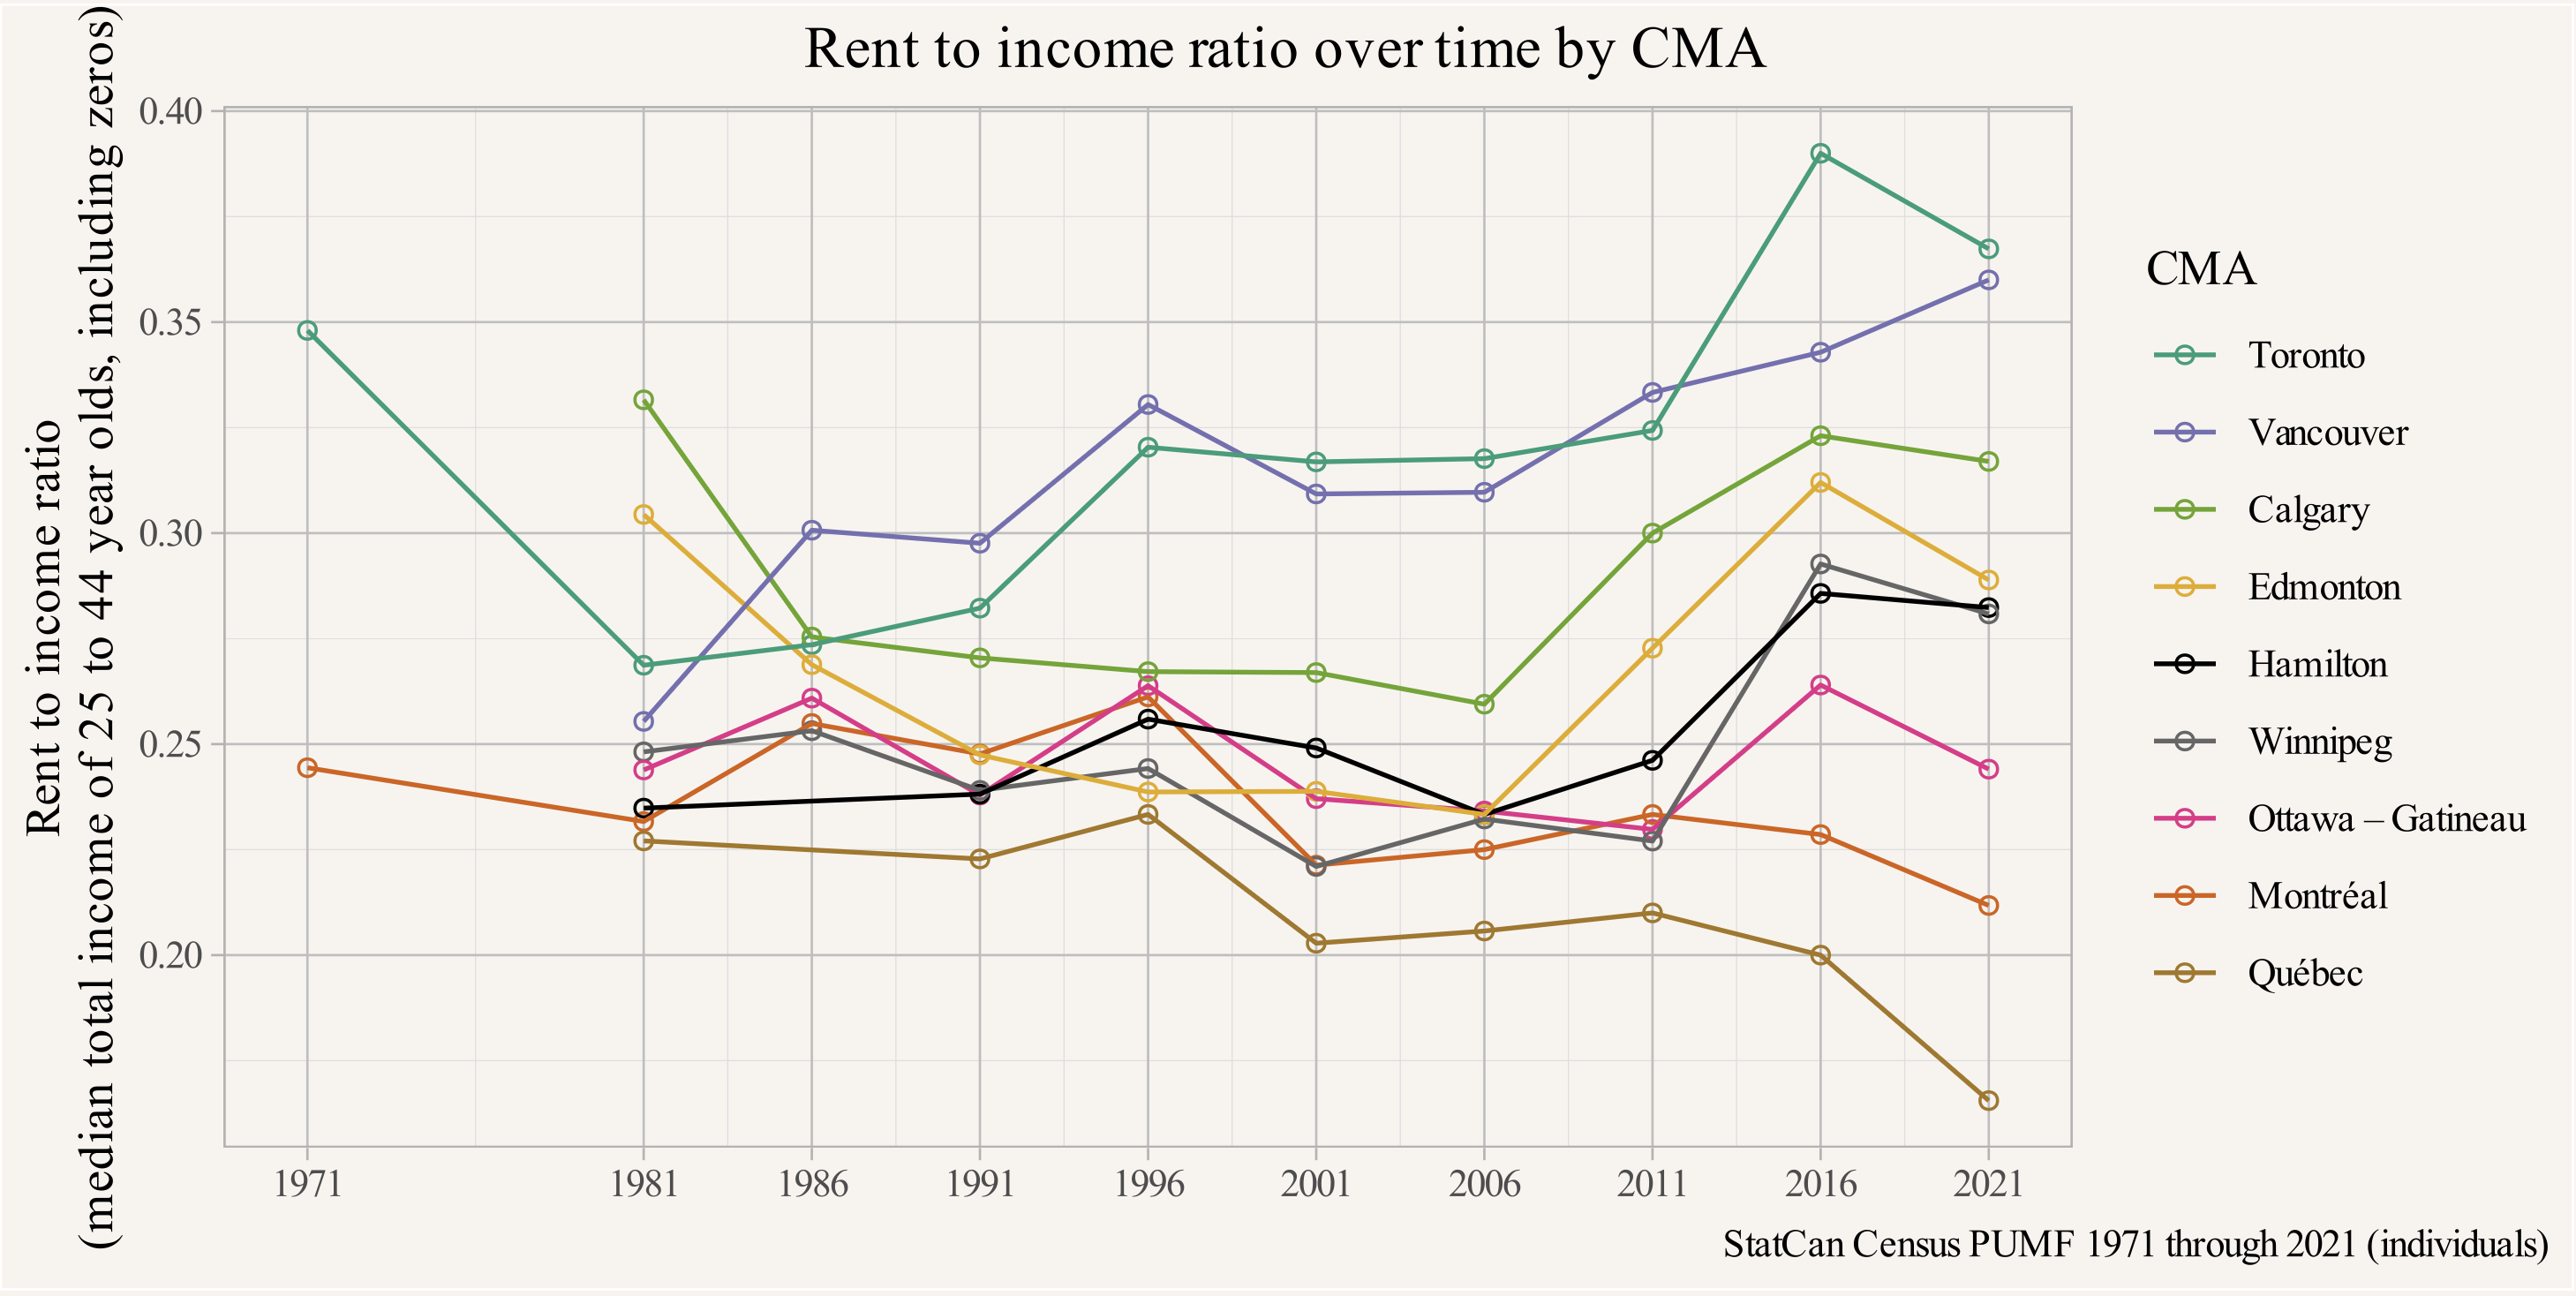 Rent to income ratio over time by CMA
Rent to income ratio
(median total income of 25 to 44 year olds, including zeros)
0.40
0.35
0.30
0.25
0.20
1971 1981 1986 1991 1996 2001 2006 2011 2016 2021
CMA
Toronto
Vancouver
Calgary
Edmonton
Hamilton
Winnipeg
Ottawa – Gatineau
Montréal
Québec
StatCan Census PUMF 1971 through 2021 (individuals)